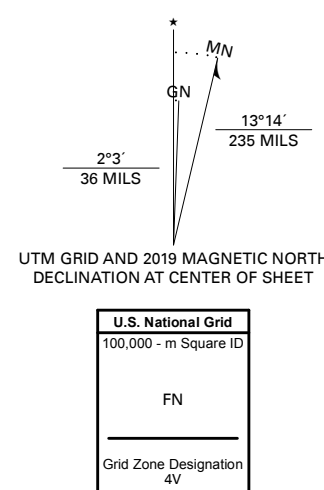 ★
MN
GN
13°14´
235 MILS
2°3´
36 MILS
UTM GRID AND 2019 MAGNETIC NORTH
DECLINATION AT CENTER OF SHEET
U.S. National Grid
100,000 - m Square ID
FN
Grid Zone Designation
4V